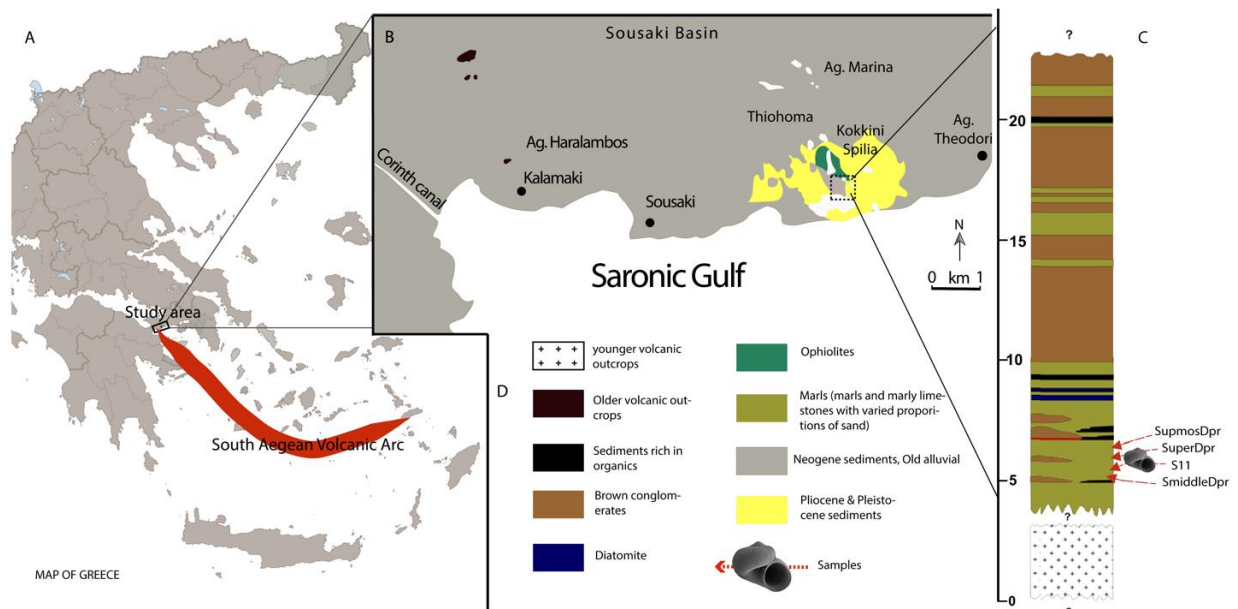 A
Study area
South Aegean Volcanic Arc
MAP OF GREECE
B
Sousaki Basin
Ag. Marina
Thiohoma
Kokkini
Spilia
Ag.
Theodori
Ag. Haralambos
Kalamaki
Corinth canal
Sousaki
N
0 km 1
Saronic Gulf
D
younger volcanic
outcrops
Older volcanic out-
crops
Sediments rich in
organics
Brown conglom-
erates
Diatomite
Ophiolites
Marls (marls and marly lime-
stones with varied propori-
tions of sand)
Neogene sediments, Old alluvial
Pliocene & Pleisto-
cene sediments
Samples
C
?
20
15
10
5
0
SupmosDpr
SuperDpr
S11
SmiddleDpr
?